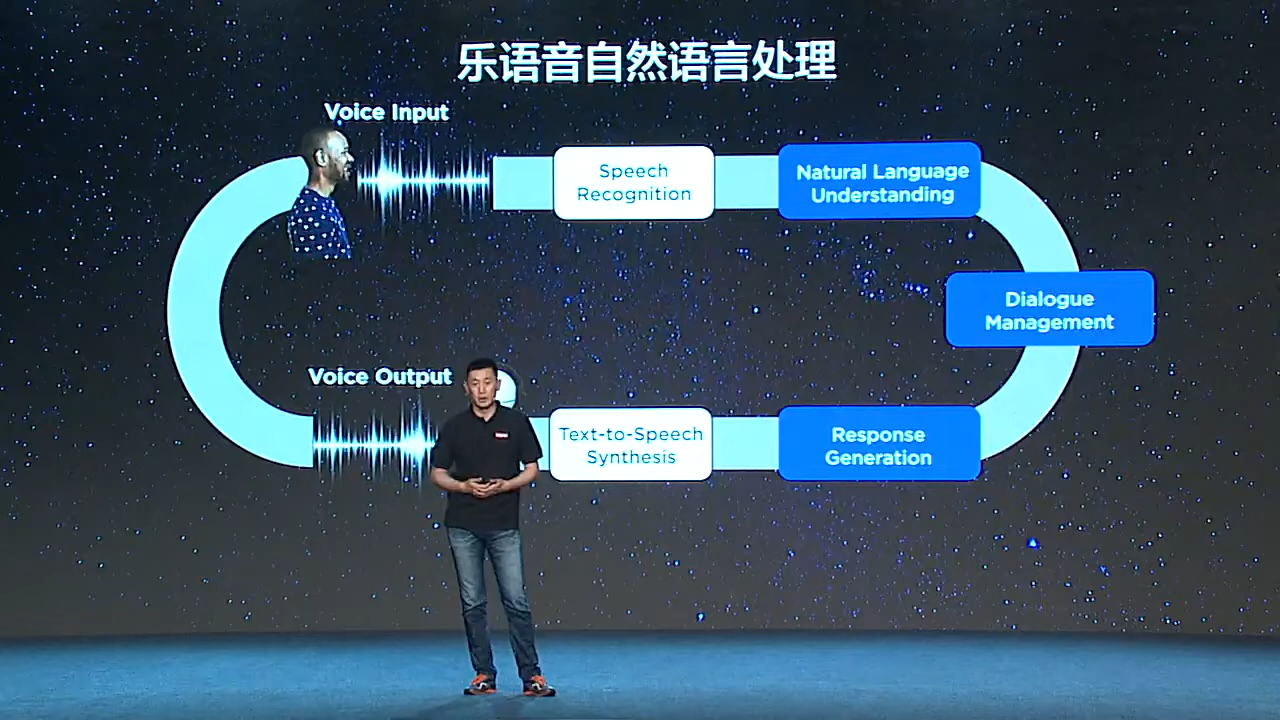 乐语音自然语言处理
Voice Input
Speech
Recognition
Natural Language
Understanding
Dialogue
Management
Voice Output
Text-to-Speech
Synthesis
Response
Generation